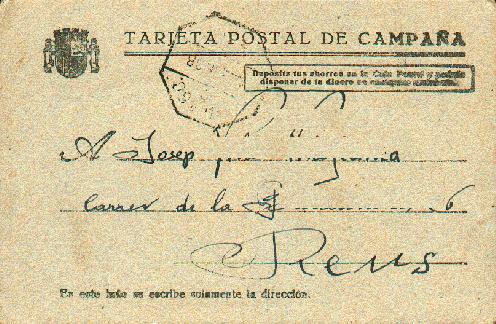 TARJETA POSTAL DE CAMPAÑA
Deposita tus ahorros en la Caja Postal y podrás
disponer de tu dinero en cualquier momento.
A Josep
Carrer de la 6
Reus
En este lado se escribe solamente la dirección.